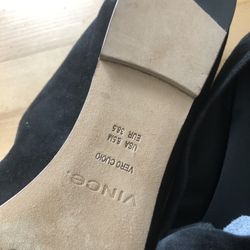 VINCE.
VERO CUOIO
USA 8.5M
EUR 38.5